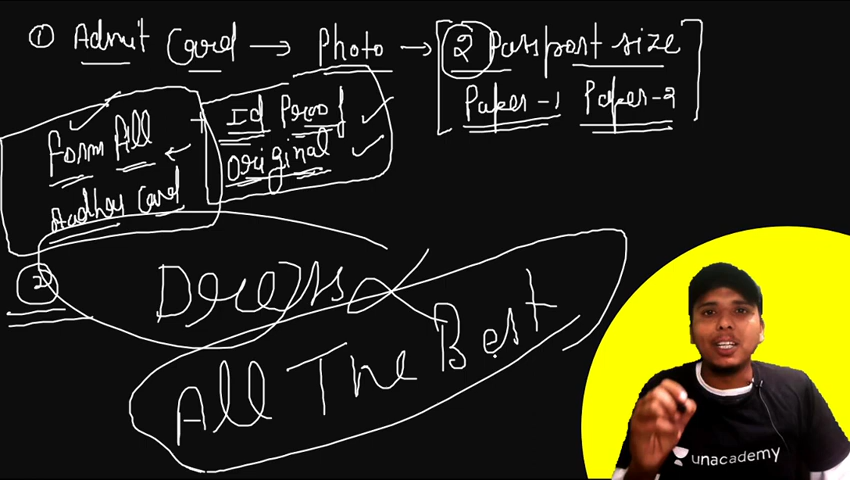 ① Admit Card → Photo → [② Passport size
Paper-1 Paper-2]
Form fill ← + Id Proof ✓
Aadhar Card Original ✓
② Dress
All The Best
unacademy